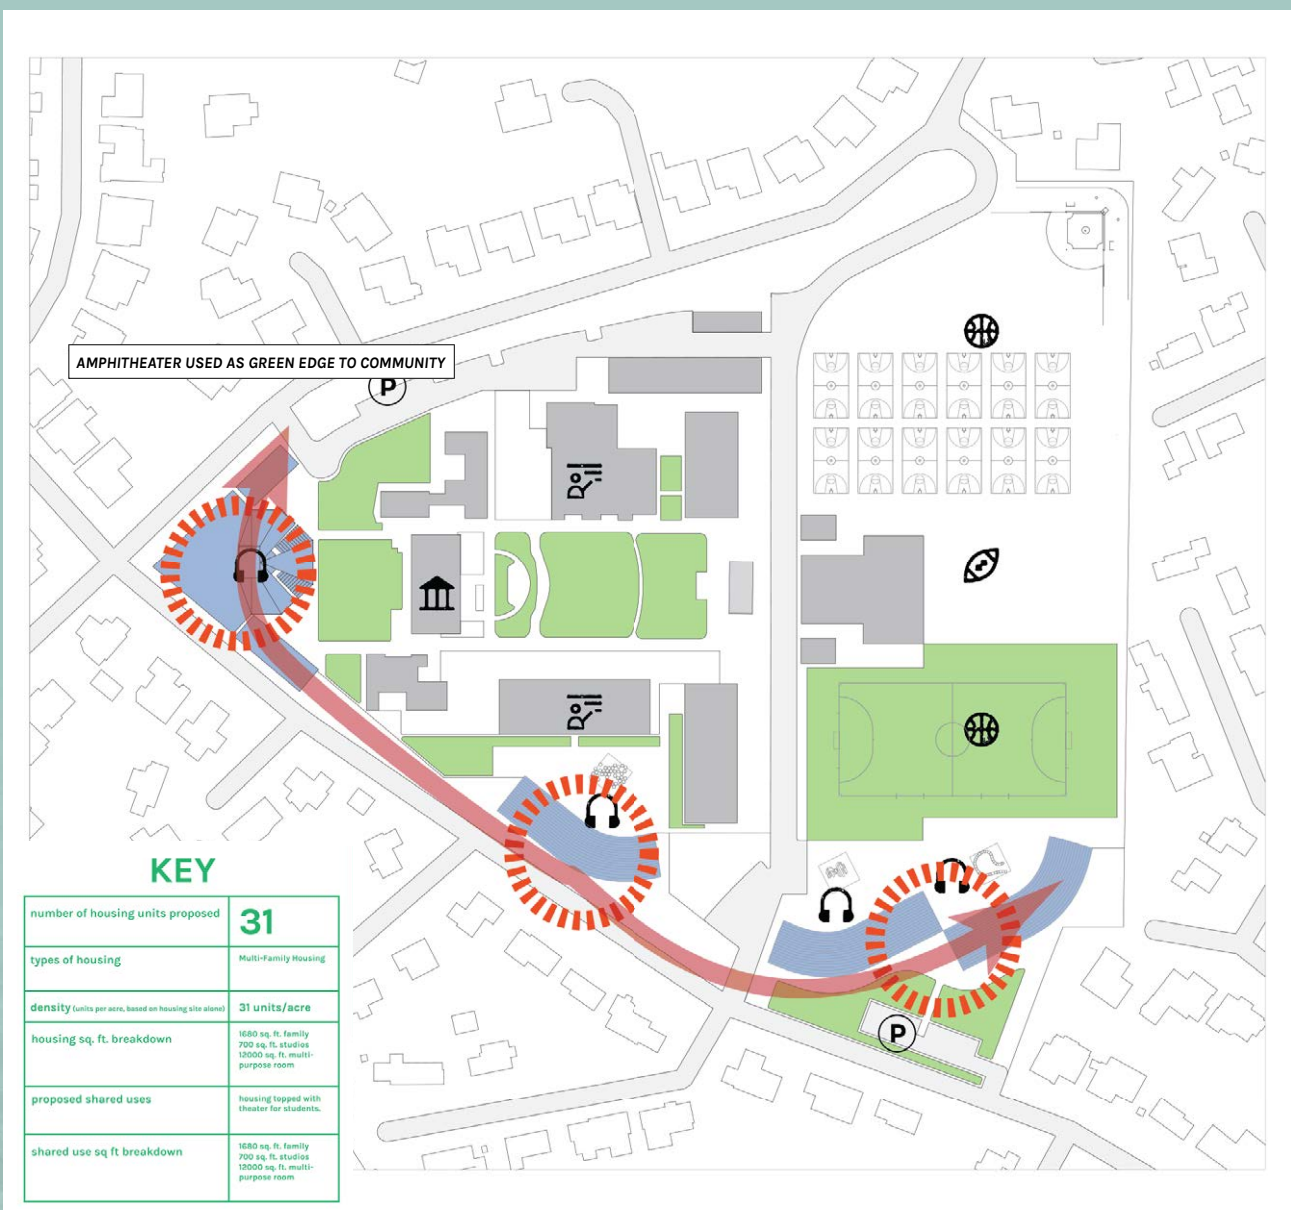 AMPHITHEATER USED AS GREEN EDGE TO COMMUNITY
P
KEY
number of housing units proposed
31
types of housing
Multi-Family Housing
density (units per acre, based on housing site alone)
31 units/acre
housing sq. ft. breakdown
1680 sq. ft. family
700 sq. ft. studios
12000 sq. ft. multi-
purpose room
proposed shared uses
housing topped with
theater for students.
shared use sq ft breakdown
1680 sq. ft. family
700 sq. ft. studios
12000 sq. ft. multi-
purpose room
P